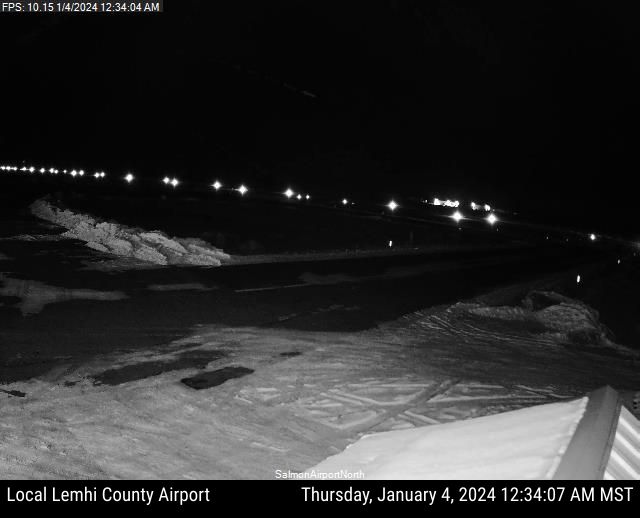 FPS: 10.15 1/4/2024 12:34:04 AM
SalmonAirportNorth
Local Lemhi County Airport Thursday, January 4, 2024 12:34:07 AM MST